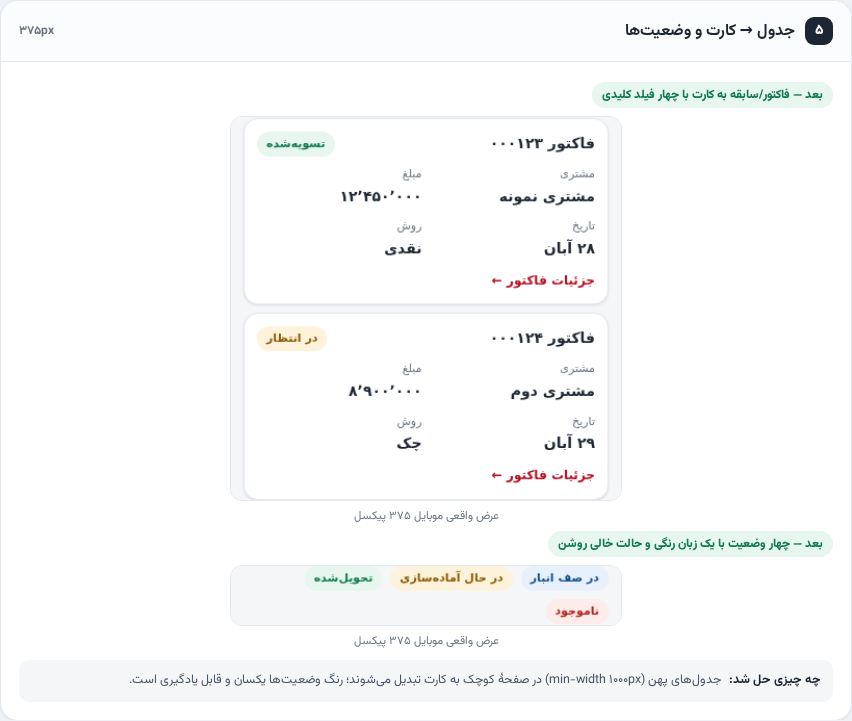 ۵ جدول → کارت و وضعیت‌ها
۳۷۵px
بعد — فاکتور/سابقه به کارت با چهار فیلد کلیدی
فاکتور ۰۰۰۱۲۳ تسویه‌شده
مشتری مبلغ
مشتری نمونه ۱۲٬۴۵۰٬۰۰۰
تاریخ روش
۲۸ آبان نقدی
جزئیات فاکتور ←
فاکتور ۰۰۰۱۲۴ در انتظار
مشتری مبلغ
مشتری دوم ۸٬۹۰۰٬۰۰۰
تاریخ روش
۲۹ آبان چک
جزئیات فاکتور ←
عرض واقعی موبایل ۳۷۵ پیکسل
بعد — چهار وضعیت با یک زبان رنگی و حالت خالی روشن
در صف انبار در حال آماده‌سازی تحویل‌شده
ناموجود
عرض واقعی موبایل ۳۷۵ پیکسل
چه چیزی حل شد: جدول‌های پهن (min-width ۱۰۰۰px) در صفحهٔ کوچک به کارت تبدیل می‌شوند؛ رنگ وضعیت‌ها یکسان و قابل یادگیری است.